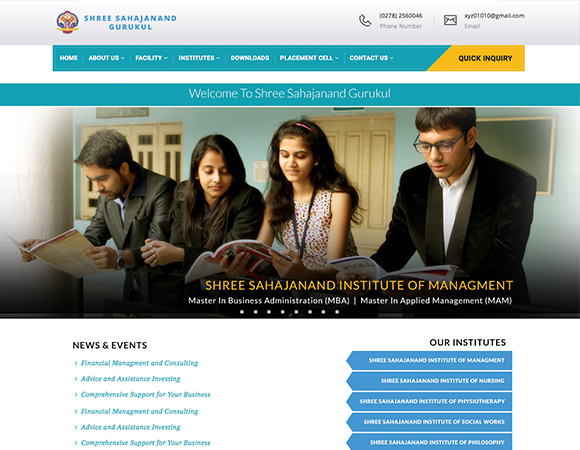 SHREE SAHAJANAND
GURUKUL
(0278) 2560046
Phone Number
xyz01010@gmail.com
Email
HOME ABOUT US FACILITY INSTITUTES DOWNLOADS PLACEMENT CELL CONTACT US QUICK INQUIRY
Welcome To Shree Sahajanand Gurukul
SHREE SAHAJANAND INSTITUTE OF MANAGMENT
Master In Business Administration (MBA) | Master In Applied Management (MAM)
NEWS & EVENTS
Financial Managment and Consulting
Advice and Assistance Investing
Comprehensive Support for Your Business
Financial Managment and Consulting
Advice and Assistance Investing
Comprehensive Support for Your Business
OUR INSTITUTES
SHREE SAHAJANAND INSTITUTE OF MANAGMENT
SHREE SAHAJANAND INSTITUTE OF NURSING
SHREE SAHAJANAND INSTITUTE OF PHYSIOTHERAPY
SHREE SAHAJANAND INSTITUTE OF SOCIAL WORKS
SHREE SAHAJANAND INSTITUTE OF PHILOSOPHY